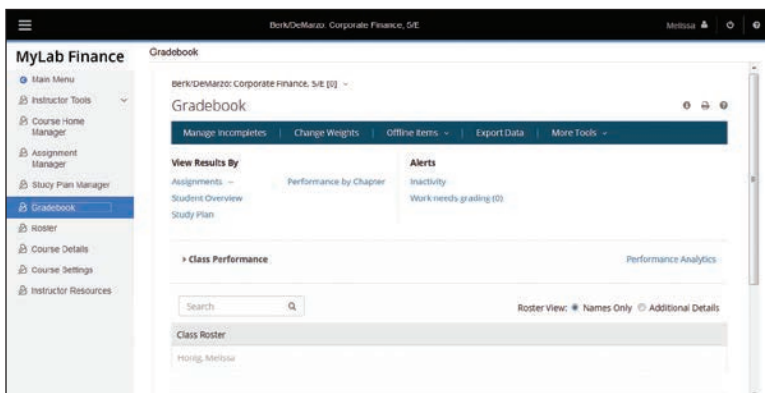 Berk/DeMarzo: Corporate Finance, 5/E
Melissa
MyLab Finance
Main Menu
Instructor Tools
Course Home
Manager
Assignment
Manager
Study Plan Manager
Gradebook
Roster
Course Details
Course Settings
Instructor Resources
Gradebook
Berk/DeMarzo: Corporate Finance, 5/E [0]
Gradebook
Manage Incompletes | Change Weights | Offline Items | Export Data | More Tools
View Results By
Alerts
Assignments
Performance by Chapter
Inactivity
Student Overview
Work needs grading (0)
Study Plan
Class Performance
Performance Analytics
Search
Roster View: Names Only Additional Details
Class Roster
Honig, Melissa